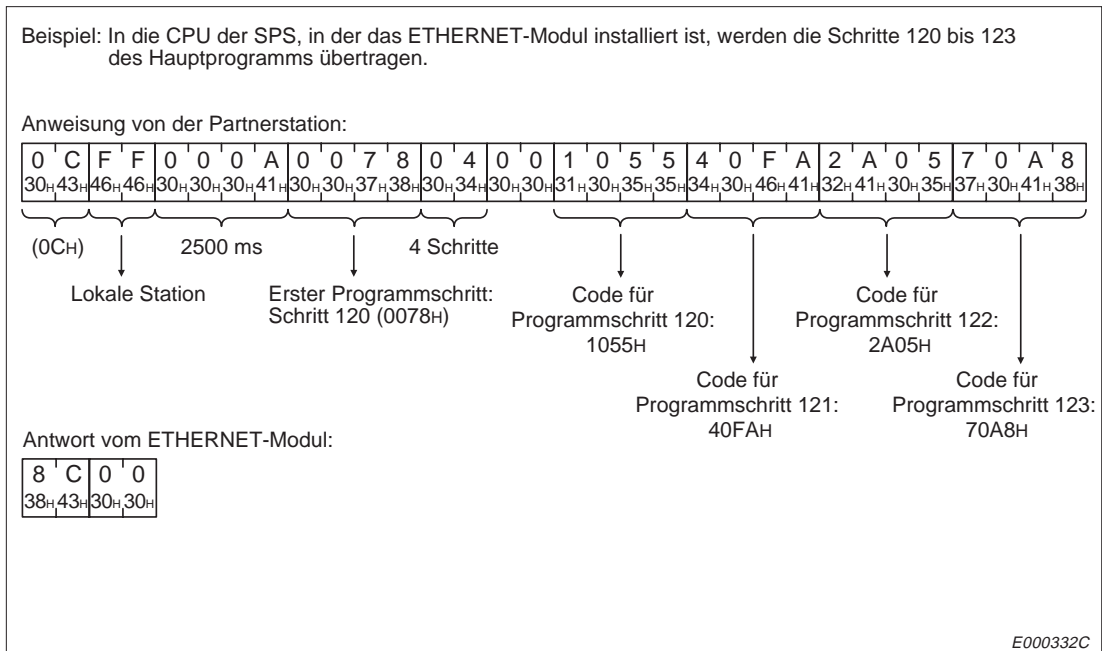 Beispiel: In die CPU der SPS, in der das ETHERNET-Modul installiert ist, werden die Schritte 120 bis 123
des Hauptprogramms übertragen.
Anweisung von der Partnerstation:
0 C F F 0 0 0 A 0 0 7 8 0 4 0 0 1 0 5 5 4 0 F A 2 A 0 5 7 0 A 8
30H 43H 46H 46H 30H 30H 30H 41H 30H 30H 37H 38H 30H 34H 30H 30H 31H 30H 35H 35H 34H 30H 46H 41H 32H 41H 30H 35H 37H 30H 41H 38H
(0CH) 2500 ms 4 Schritte
Lokale Station
Erster Programmschritt:
Schritt 120 (0078H)
Code für
Programmschritt 120:
1055H
Code für
Programmschritt 122:
2A05H
Code für
Programmschritt 121:
40FAH
Code für
Programmschritt 123:
70A8H
Antwort vom ETHERNET-Modul:
8 C 0 0
38H 43H 30H 30H
E000332C